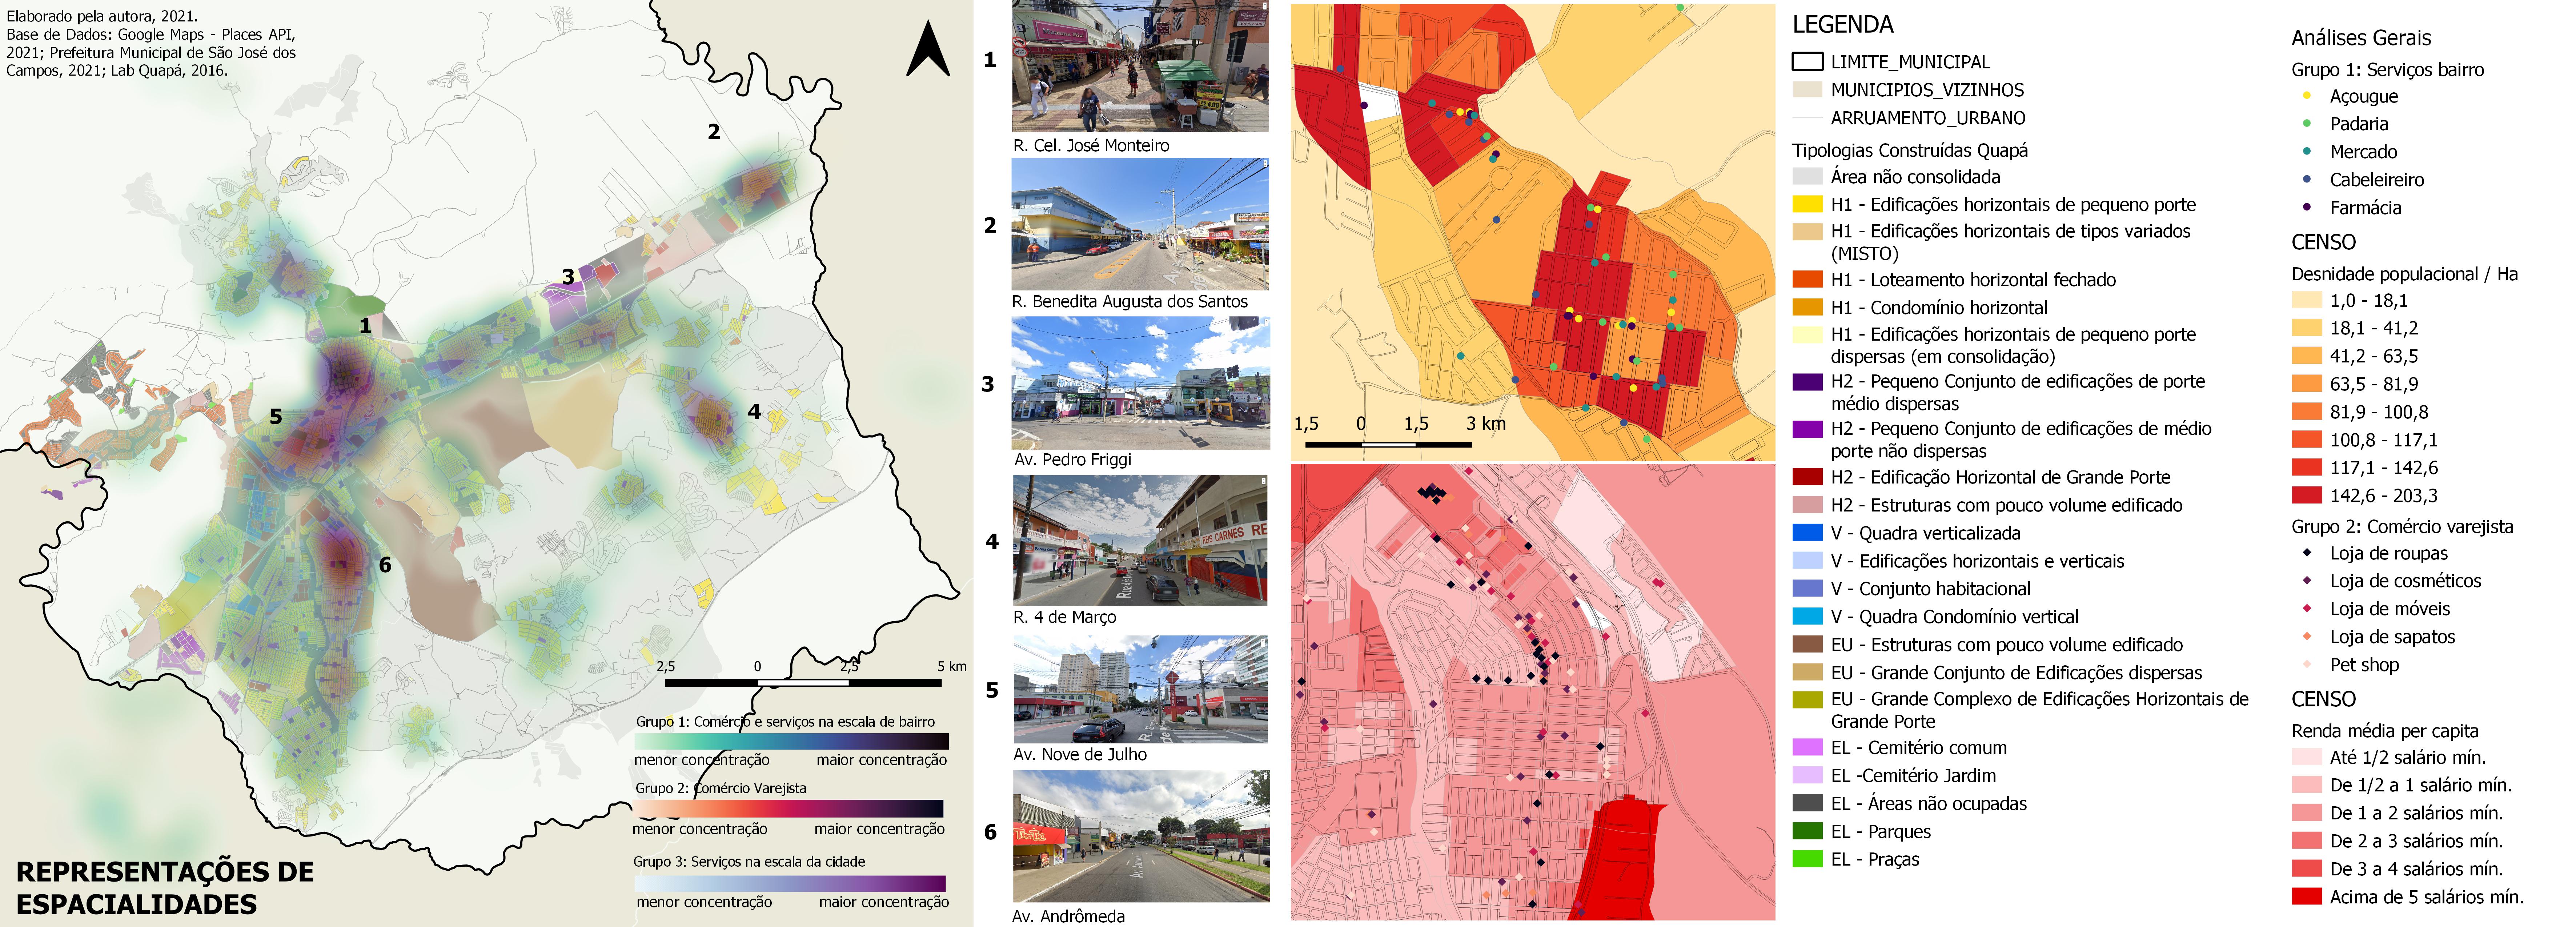 Elaborado pela autora, 2021.
Base de Dados: Google Maps - Places API,
2021; Prefeitura Municipal de São José dos
Campos, 2021; Lab Quapá, 2016.
1
2
3
4
5
6
2,5 0 2,5 5 km
Grupo 1: Comércio e serviços na escala de bairro
menor concentração maior concentração
Grupo 2: Comércio Varejista
menor concentração maior concentração
Grupo 3: Serviços na escala da cidade
menor concentração maior concentração
REPRESENTAÇÕES DE
ESPACIALIDADES
1
R. Cel. José Monteiro
2
R. Benedita Augusta dos Santos
3
Av. Pedro Friggi
4
REIS CARNES RE
R. 4 de Março
5
Av. Nove de Julho
6
Av. Andrômeda
1,5 0 1,5 3 km
LEGENDA
LIMITE_MUNICIPAL
MUNICIPIOS_VIZINHOS
ARRUAMENTO_URBANO
Tipologias Construídas Quapá
Área não consolidada
H1 - Edificações horizontais de pequeno porte
H1 - Edificações horizontais de tipos variados
(MISTO)
H1 - Loteamento horizontal fechado
H1 - Condomínio horizontal
H1 - Edificações horizontais de pequeno porte
dispersas (em consolidação)
H2 - Pequeno Conjunto de edificações de porte
médio dispersas
H2 - Pequeno Conjunto de edificações de médio
porte não dispersas
H2 - Edificação Horizontal de Grande Porte
H2 - Estruturas com pouco volume edificado
V - Quadra verticalizada
V - Edificações horizontais e verticais
V - Conjunto habitacional
V - Quadra Condomínio vertical
EU - Estruturas com pouco volume edificado
EU - Grande Conjunto de Edificações dispersas
EU - Grande Complexo de Edificações Horizontais de
Grande Porte
EL - Cemitério comum
EL -Cemitério Jardim
EL - Áreas não ocupadas
EL - Parques
EL - Praças
Análises Gerais
Grupo 1: Serviços bairro
Açougue
Padaria
Mercado
Cabeleireiro
Farmácia
CENSO
Desnidade populacional / Ha
1,0 - 18,1
18,1 - 41,2
41,2 - 63,5
63,5 - 81,9
81,9 - 100,8
100,8 - 117,1
117,1 - 142,6
142,6 - 203,3
Grupo 2: Comércio varejista
Loja de roupas
Loja de cosméticos
Loja de móveis
Loja de sapatos
Pet shop
CENSO
Renda média per capita
Até 1/2 salário mín.
De 1/2 a 1 salário mín.
De 1 a 2 salários mín.
De 2 a 3 salários mín.
De 3 a 4 salários mín.
Acima de 5 salários mín.